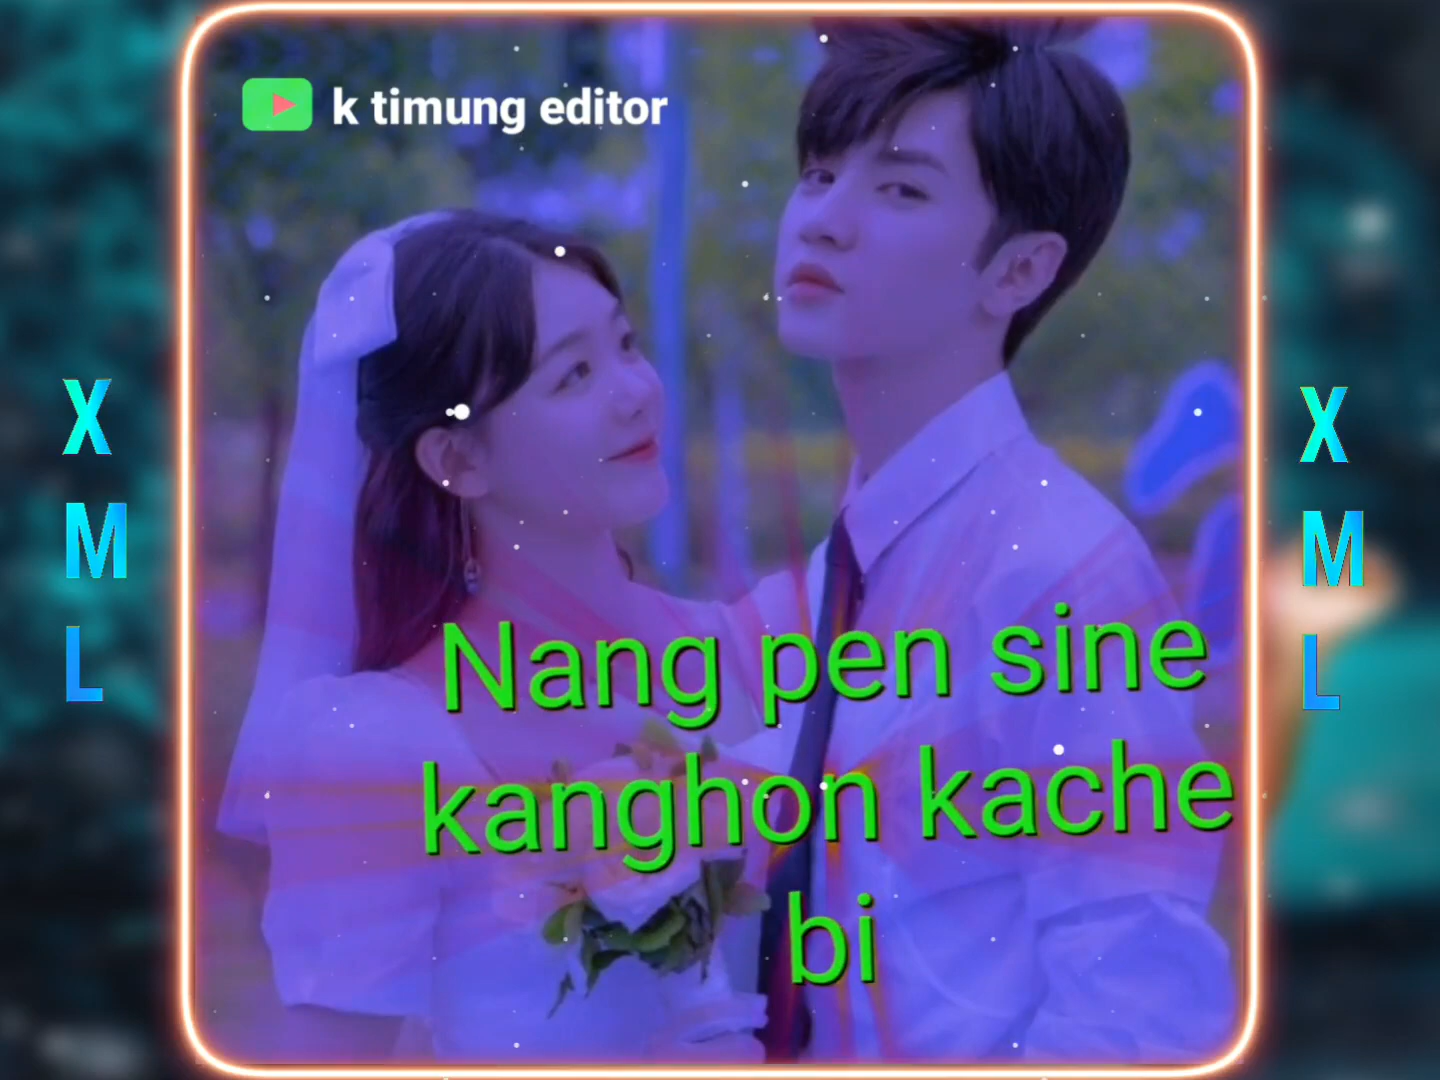 k timung editor
X
M
L
X
M
L
Nang pen sine
kanghon kache
bi